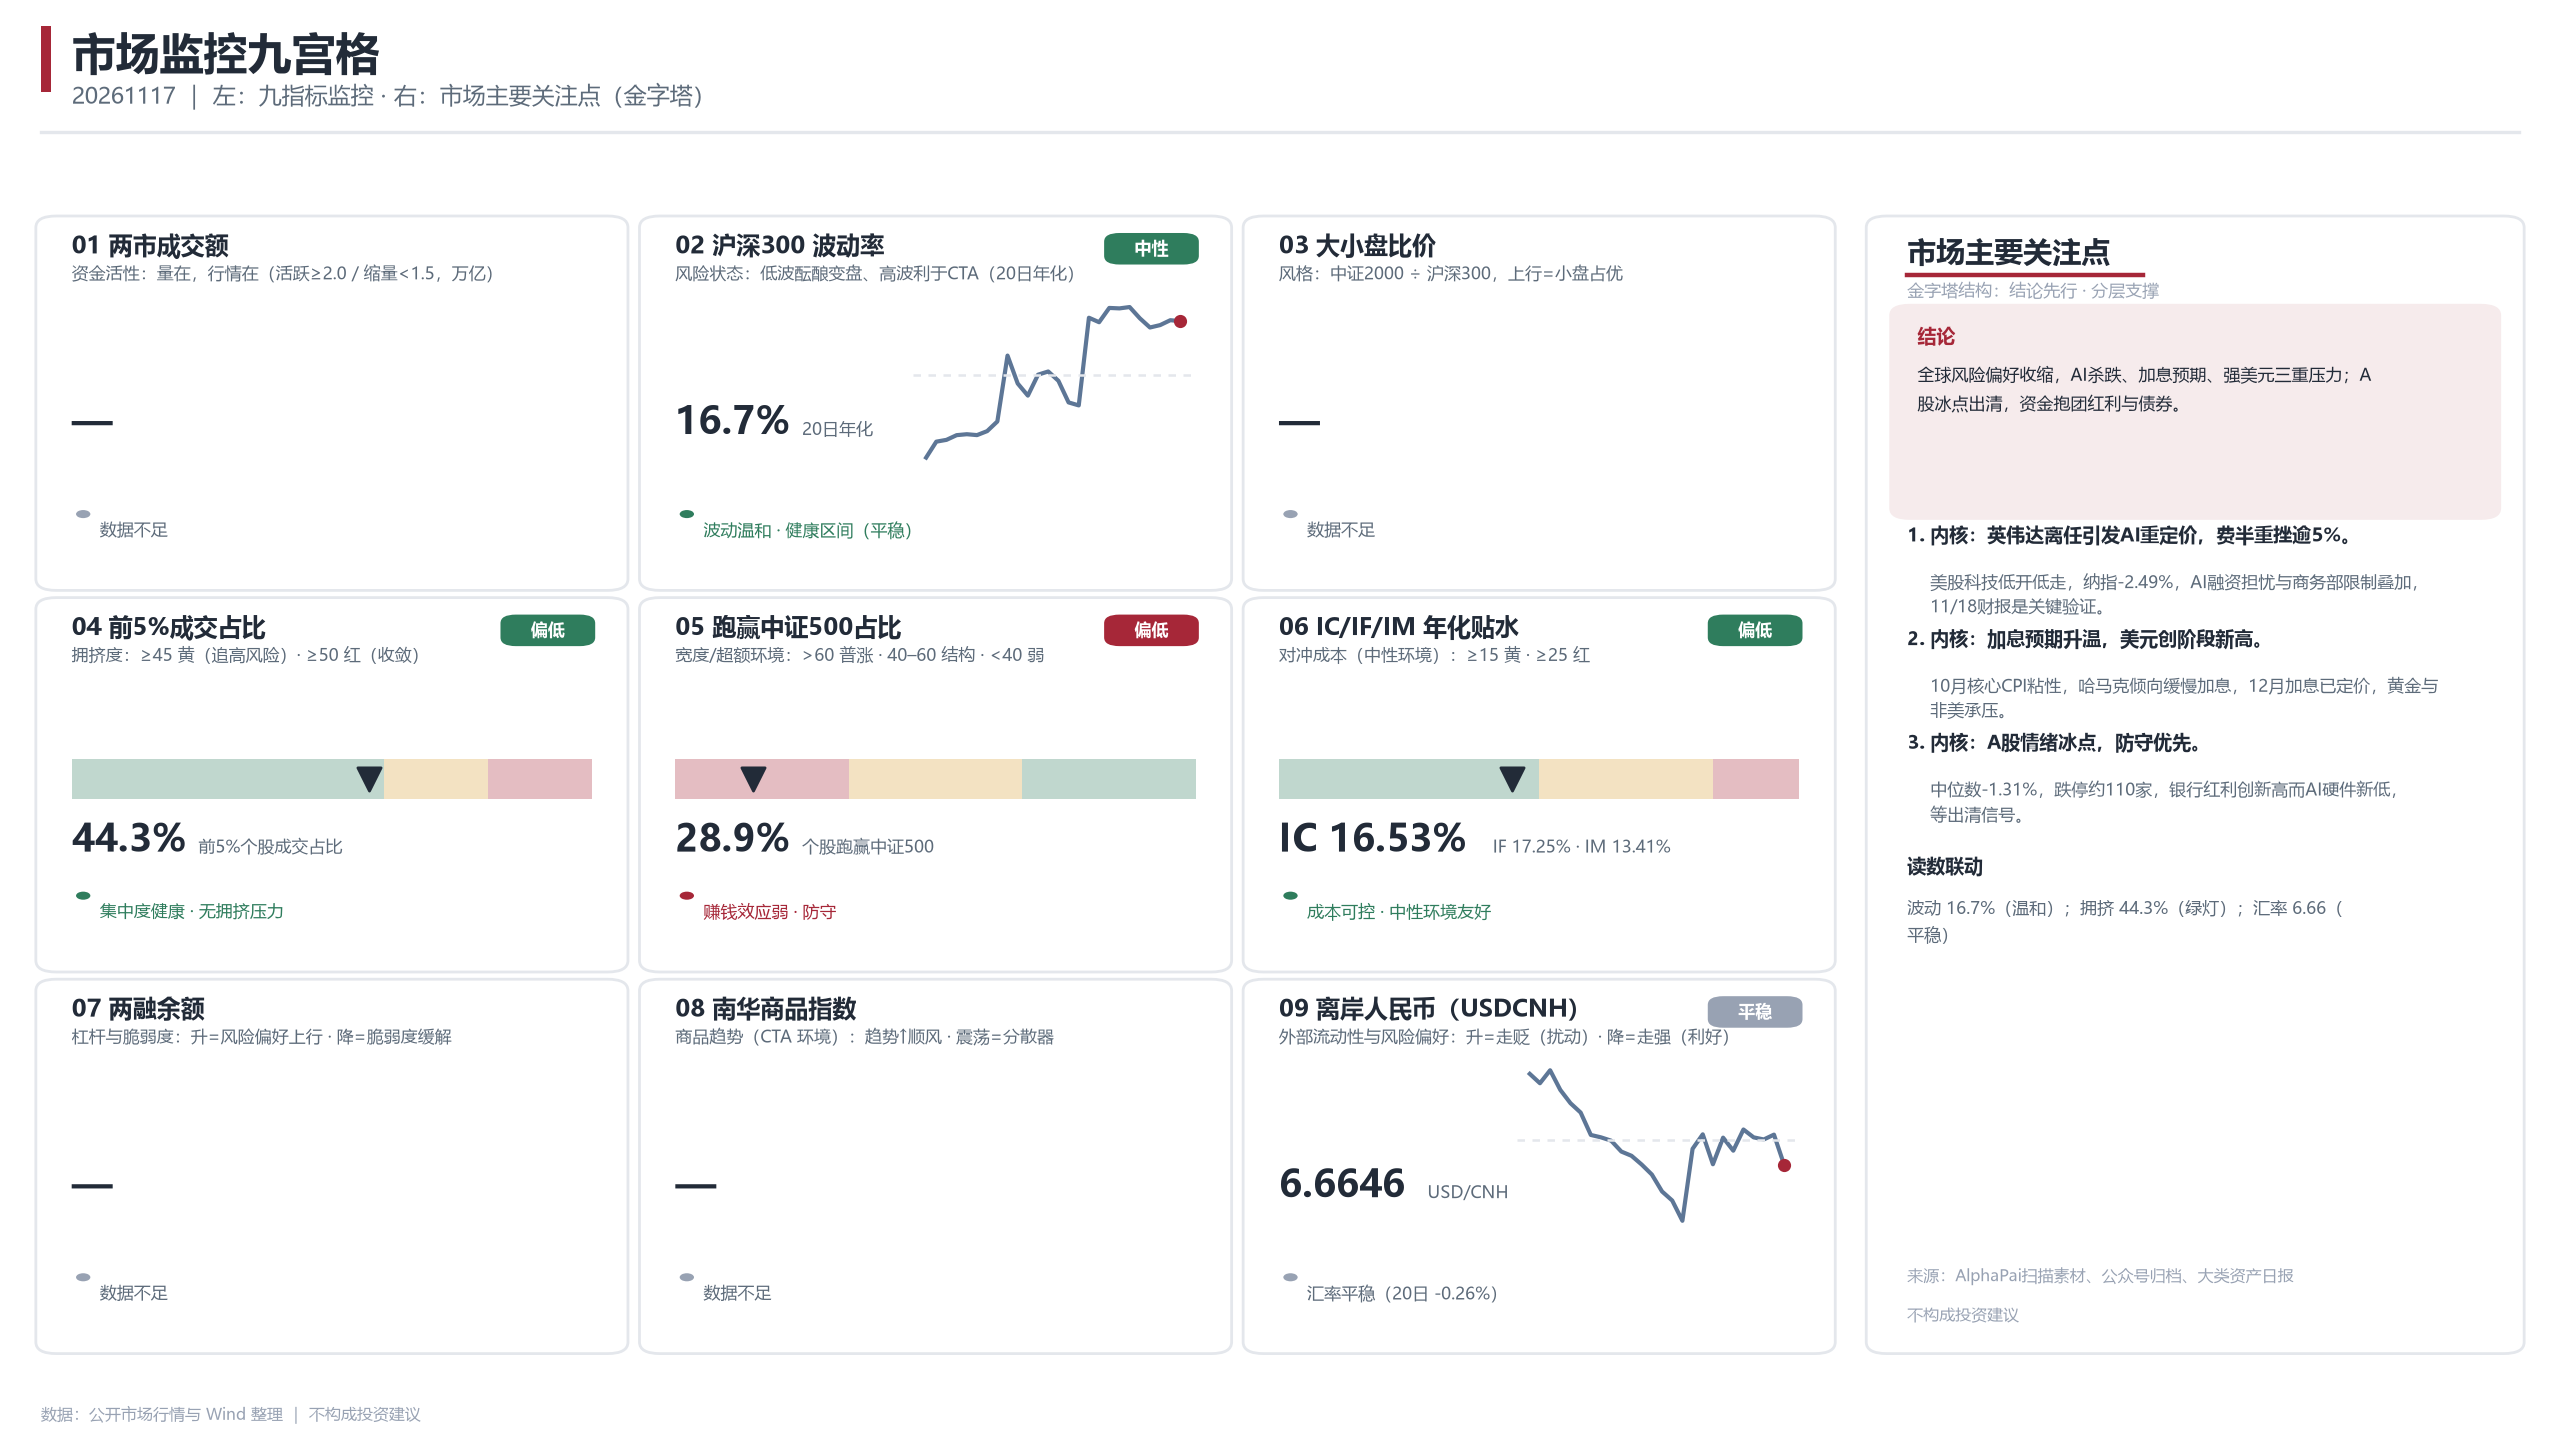 市场监控九宫格
20261117 | 左：九指标监控 · 右：市场主要关注点（金字塔）
01 两市成交额
资金活性：量在，行情在（活跃≥2.0 / 缩量<1.5，万亿）
—
数据不足
02 沪深300 波动率
中性
风险状态：低波酝酿变盘、高波利于CTA（20日年化）
16.7% 20日年化
波动温和 · 健康区间（平稳）
03 大小盘比价
风格：中证2000 ÷ 沪深300，上行=小盘占优
—
数据不足
04 前5%成交占比
偏低
拥挤度：≥45 黄（追高风险）· ≥50 红（收敛）
44.3% 前5%个股成交占比
集中度健康 · 无拥挤压力
05 跑赢中证500占比
偏低
宽度/超额环境：>60 普涨 · 40–60 结构 · <40 弱
28.9% 个股跑赢中证500
赚钱效应弱 · 防守
06 IC/IF/IM 年化贴水
偏低
对冲成本（中性环境）：≥15 黄 · ≥25 红
IC 16.53% IF 17.25% · IM 13.41%
成本可控 · 中性环境友好
07 两融余额
杠杆与脆弱度：升=风险偏好上行 · 降=脆弱度缓解
—
数据不足
08 南华商品指数
商品趋势（CTA 环境）：趋势↑顺风 · 震荡=分散器
—
数据不足
09 离岸人民币（USDCNH）
平稳
外部流动性与风险偏好：升=走贬（扰动）· 降=走强（利好）
6.6646 USD/CNH
汇率平稳（20日 -0.26%）
市场主要关注点
金字塔结构：结论先行 · 分层支撑
结论
全球风险偏好收缩，AI杀跌、加息预期、强美元三重压力；A
股冰点出清，资金抱团红利与债券。
1. 内核：英伟达离任引发AI重定价，费半重挫逾5%。
美股科技低开低走，纳指-2.49%，AI融资担忧与商务部限制叠加，
11/18财报是关键验证。
2. 内核：加息预期升温，美元创阶段新高。
10月核心CPI粘性，哈马克倾向缓慢加息，12月加息已定价，黄金与
非美承压。
3. 内核：A股情绪冰点，防守优先。
中位数-1.31%，跌停约110家，银行红利创新高而AI硬件新低，
等出清信号。
读数联动
波动 16.7%（温和）；拥挤 44.3%（绿灯）；汇率 6.66（
平稳）
来源：AlphaPai扫描素材、公众号归档、大类资产日报
不构成投资建议
数据：公开市场行情与 Wind 整理 | 不构成投资建议